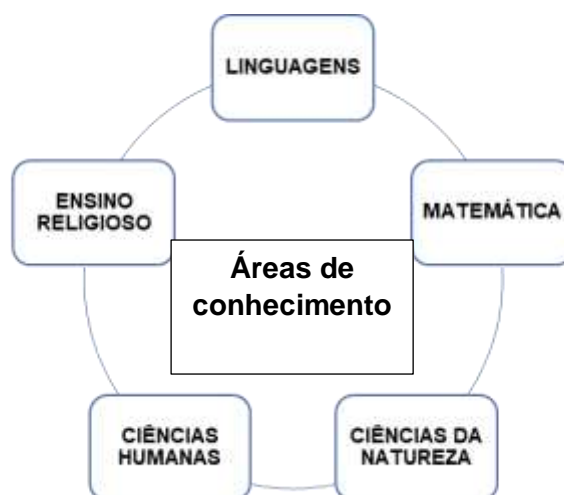 LINGUAGENS
ENSINO
RELIGIOSO
MATEMÁTICA
Áreas de
conhecimento
CIÊNCIAS
HUMANAS
CIÊNCIAS DA
NATUREZA